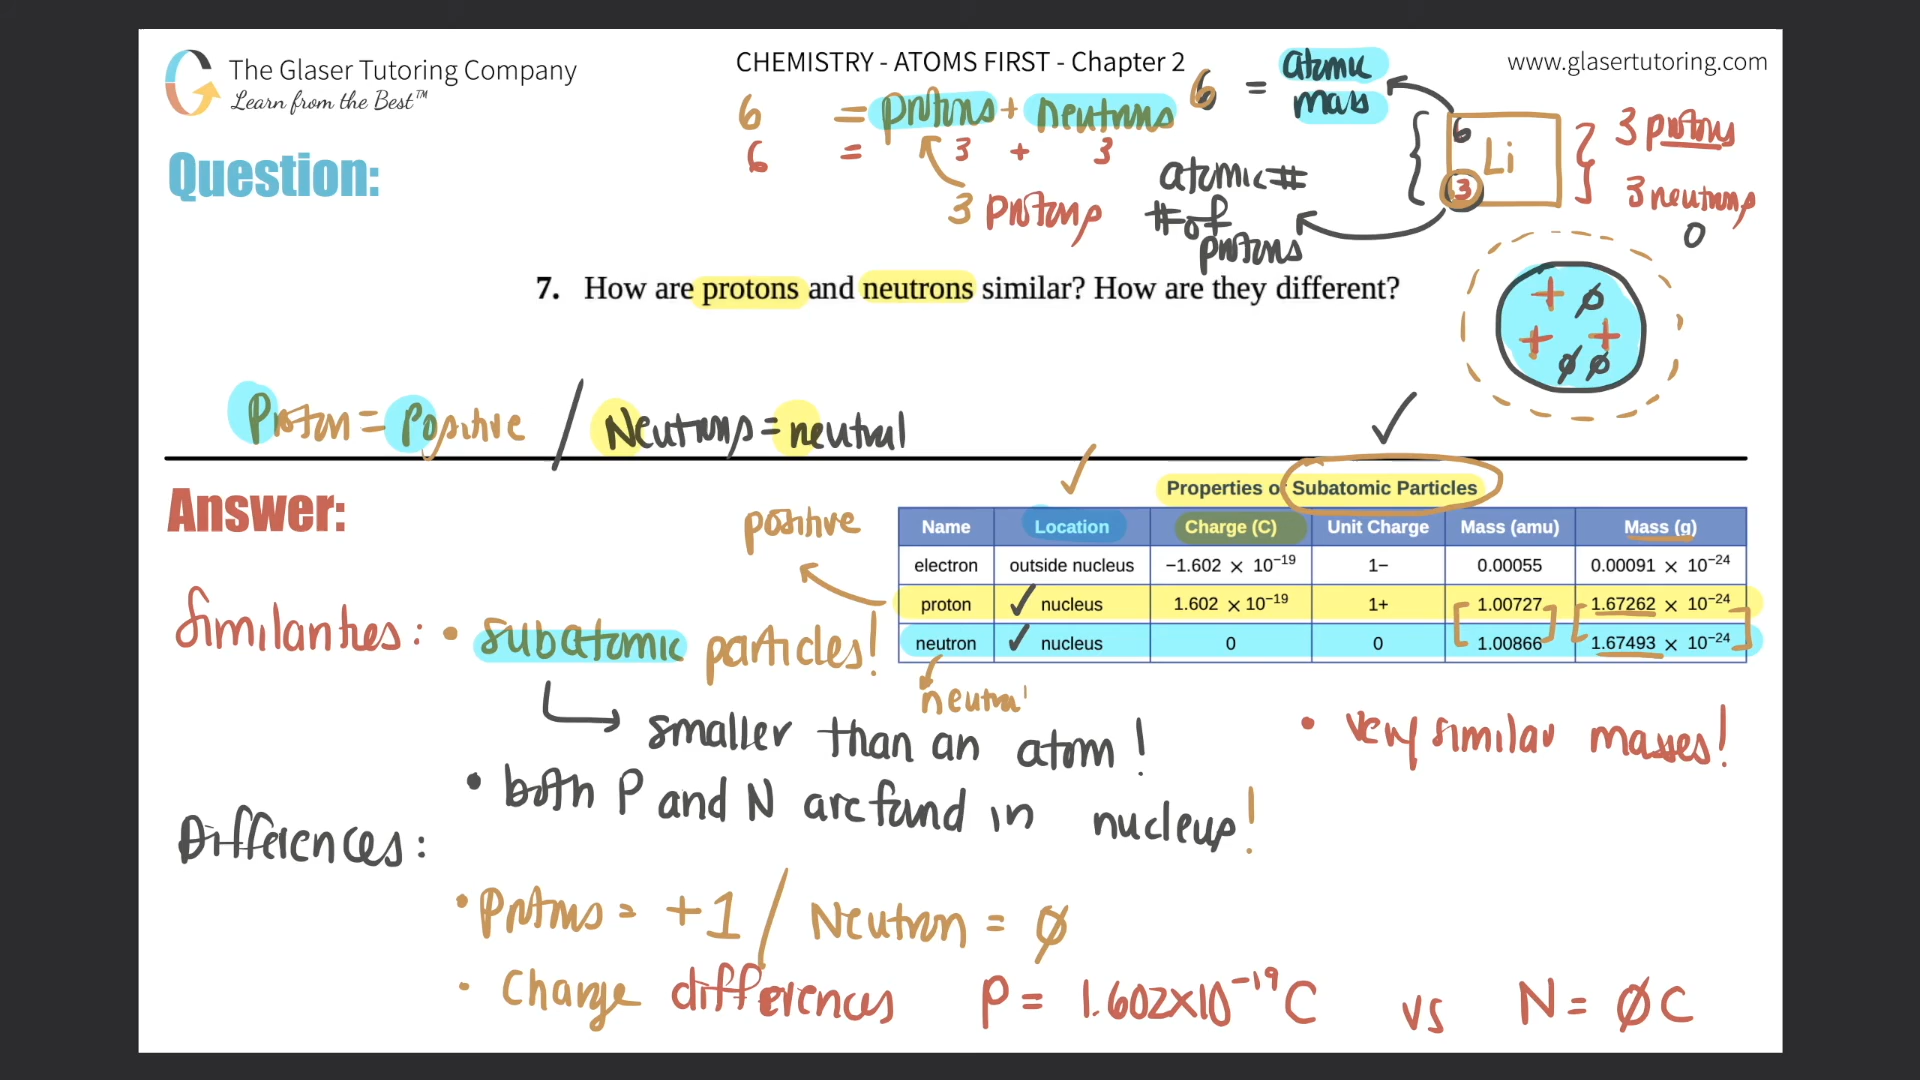 The Glaser Tutoring Company
Learn from the Best™
CHEMISTRY - ATOMS FIRST - Chapter 2
www.glasertutoring.com
6 = protons + neutrons
6 = 3 + 3
3 protons
6 = atomic mass
atomic #
# of protons
6
Li
3
3 protons
3 neutrons
0
Question:
7. How are protons and neutrons similar? How are they different?
+ ∅
+ +
∅ ∅
Proton = Positive / Neutrons = neutral
Answer:
Properties of Subatomic Particles
Name Location Charge (C) Unit Charge Mass (amu) Mass (g)
electron outside nucleus −1.602 × 10⁻¹⁹ 1− 0.00055 0.00091 × 10⁻²⁴
proton nucleus 1.602 × 10⁻¹⁹ 1+ 1.00727 1.67262 × 10⁻²⁴
neutron nucleus 0 0 1.00866 1.67493 × 10⁻²⁴
positive
neutral
Similarities: • subatomic particles!
smaller than an atom!
• very similar masses!
• both P and N are found in nucleus!
Differences:
• Protons = +1 / Neutron = ∅
• Charge differences P = 1.602x10⁻¹⁹ C vs N = ∅ C